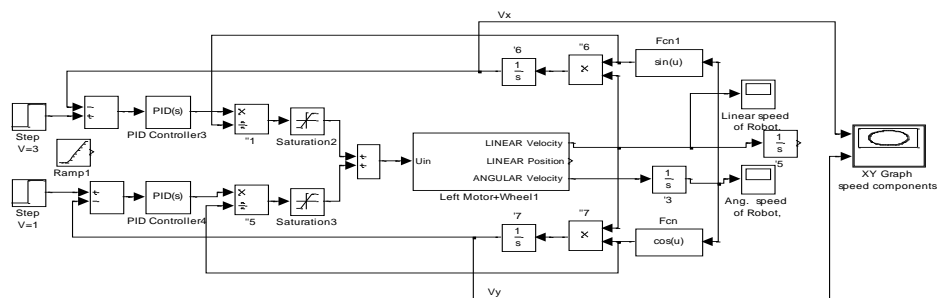 Vx
'6
"6
Fcn1
1
s
×
sin(u)
Step
V=3
PID(s)
PID Controller3
×
÷
"1
Saturation2
Linear speed
of Robot,
Ramp1
Uin
LINEAR Velocity
LINEAR Position
ANGULAR Velocity
Left Motor+Wheel1
1
s
'5
XY Graph
speed components
1
s
'3
Ang. speed
of Robot,
Step
V=1
PID(s)
PID Controller4
×
÷
"5
Saturation3
'7
1
s
"7
×
Fcn
cos(u)
Vy